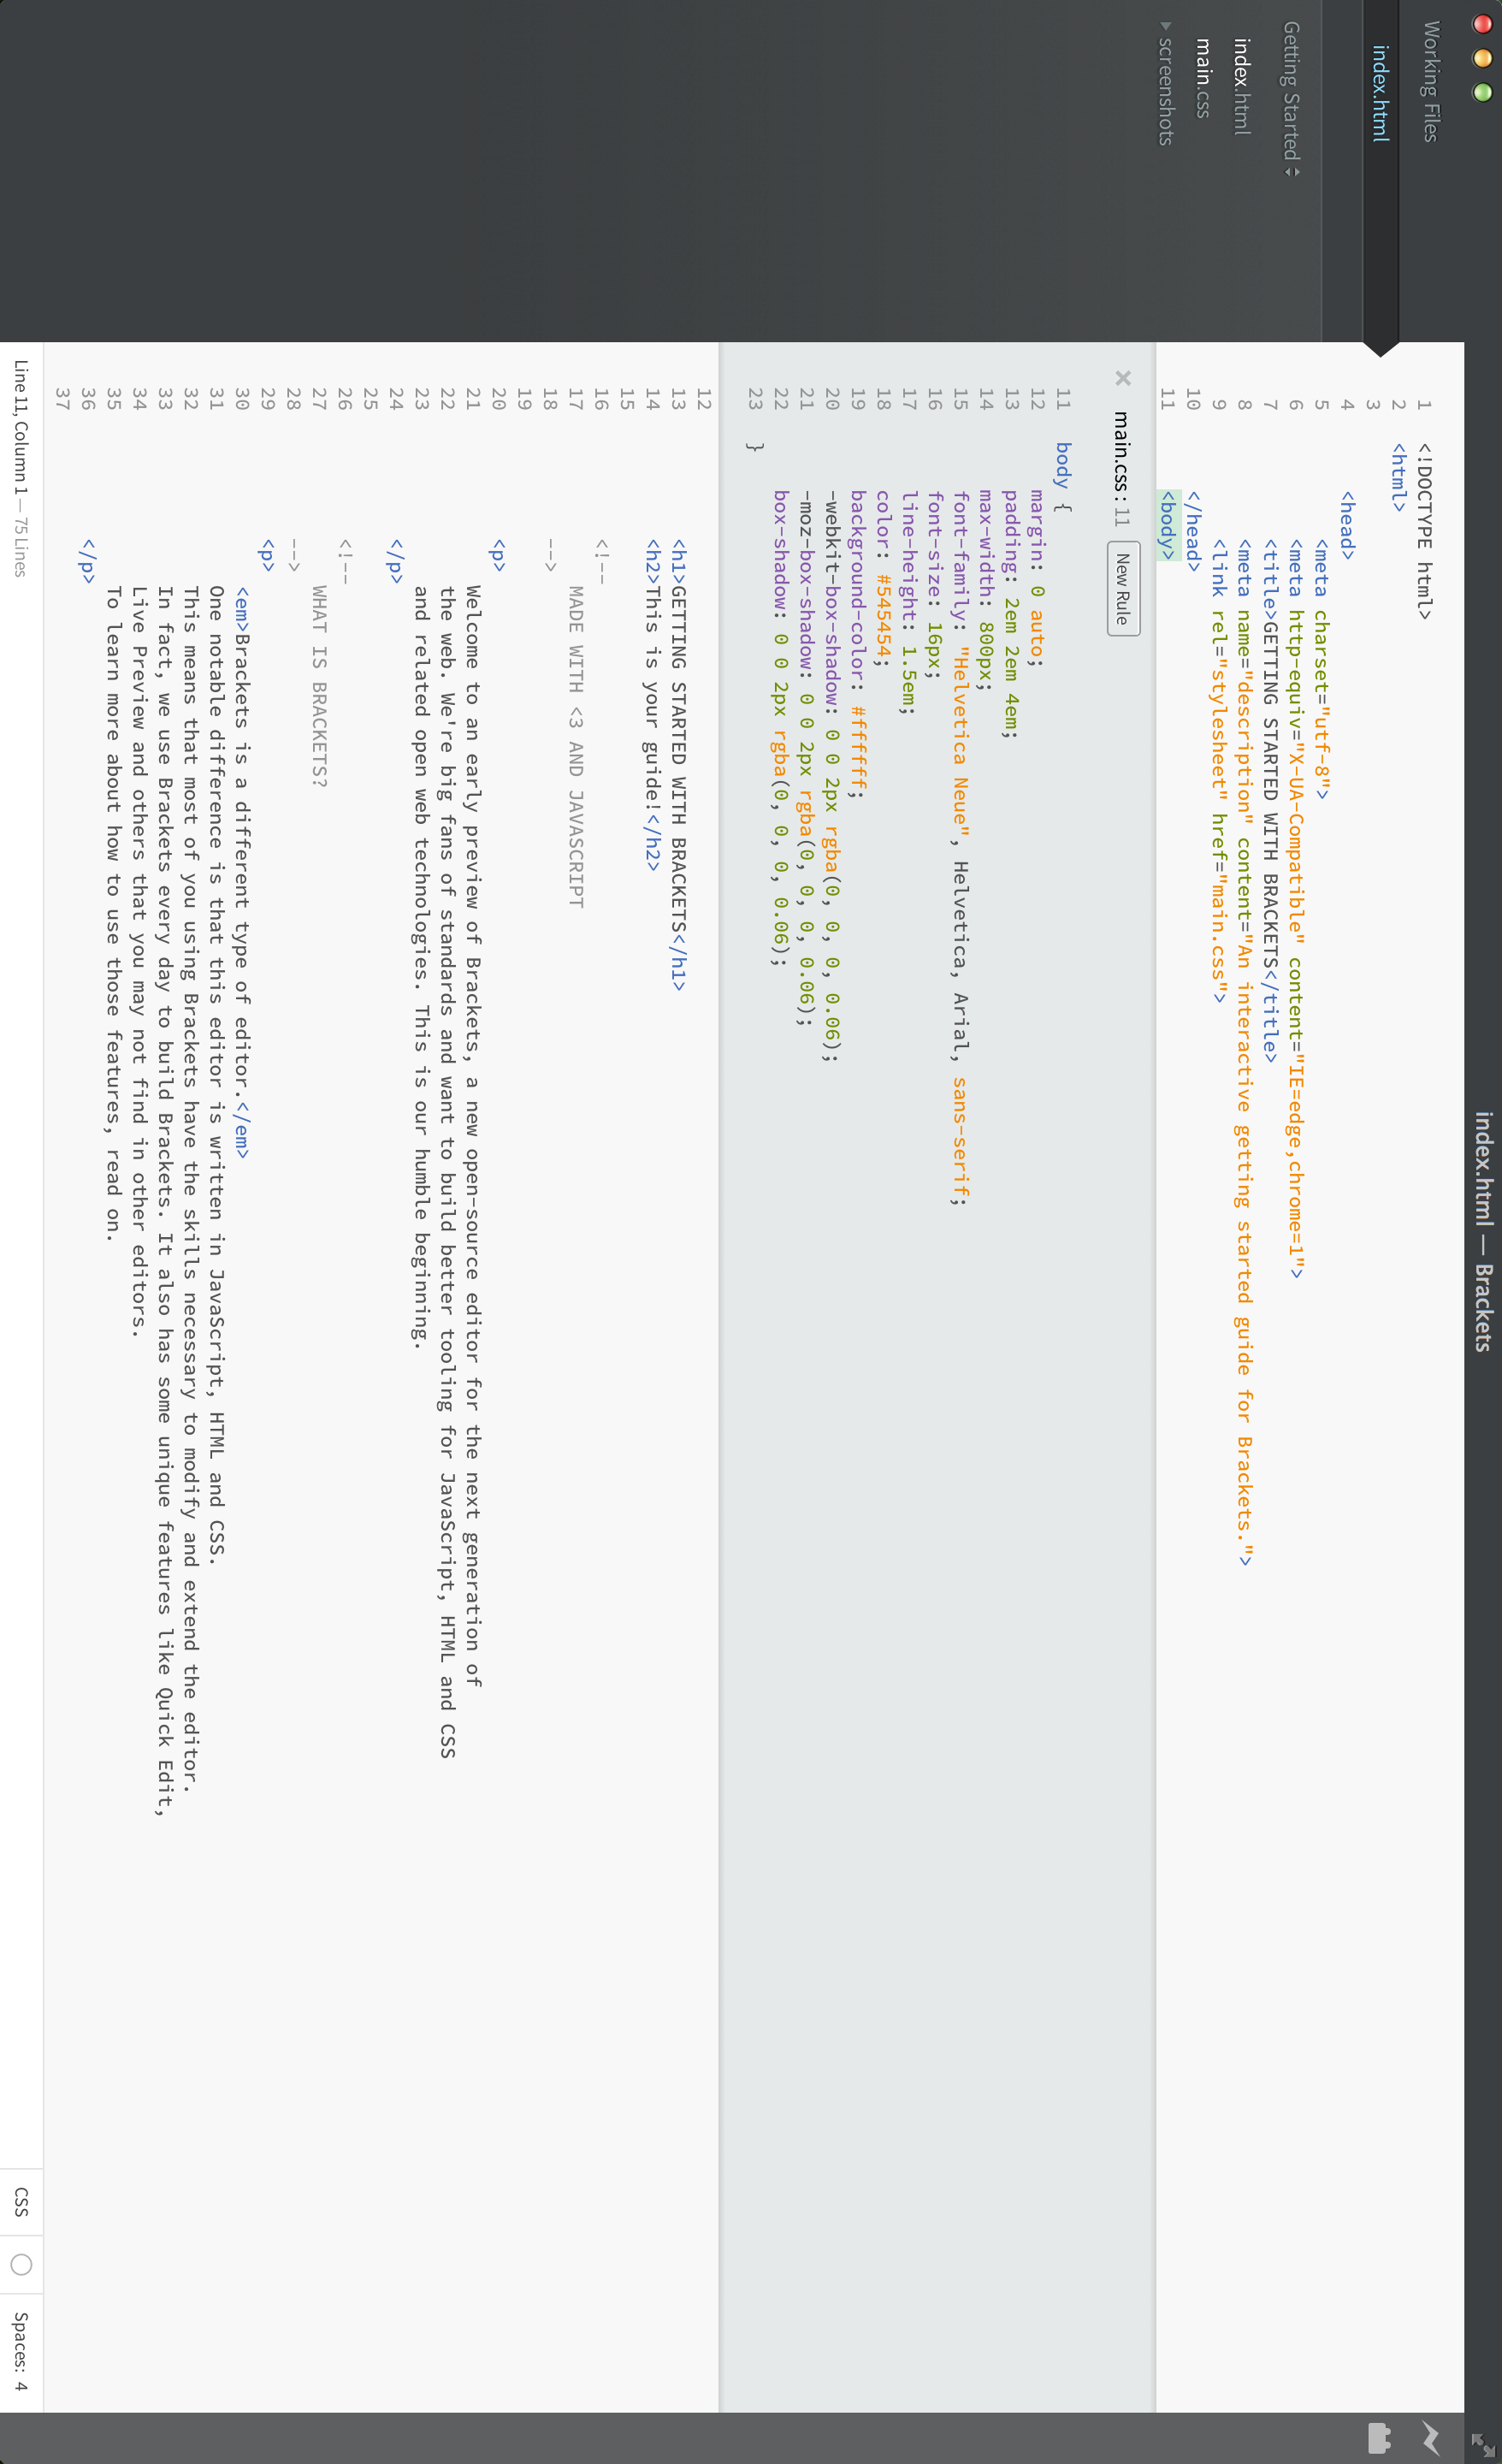 index.html — Brackets
Working Files
index.html
Getting Started
index.html
main.css
screenshots
1 <!DOCTYPE html>
2 <html>
3
4     <head>
5         <meta charset="utf-8">
6         <meta http-equiv="X-UA-Compatible" content="IE=edge,chrome=1">
7         <title>GETTING STARTED WITH BRACKETS</title>
8         <meta name="description" content="An interactive getting started guide for Brackets.">
9         <link rel="stylesheet" href="main.css">
10     </head>
11     <body>
× main.css : 11 New Rule
11 body {
12     margin: 0 auto;
13     padding: 2em 2em 4em;
14     max-width: 800px;
15     font-family: "Helvetica Neue", Helvetica, Arial, sans-serif;
16     font-size: 16px;
17     line-height: 1.5em;
18     color: #545454;
19     background-color: #ffffff;
20     -webkit-box-shadow: 0 0 2px rgba(0, 0, 0, 0.06);
21     -moz-box-shadow: 0 0 2px rgba(0, 0, 0, 0.06);
22     box-shadow: 0 0 2px rgba(0, 0, 0, 0.06);
23 }
12
13         <h1>GETTING STARTED WITH BRACKETS</h1>
14         <h2>This is your guide!</h2>
15
16         <!--
17             MADE WITH <3 AND JAVASCRIPT
18         -->
19
20         <p>
21             Welcome to an early preview of Brackets, a new open-source editor for the next generation of
22             the web. We're big fans of standards and want to build better tooling for JavaScript, HTML and CSS
23             and related open web technologies. This is our humble beginning.
24         </p>
25
26         <!--
27             WHAT IS BRACKETS?
28         -->
29         <p>
30             <em>Brackets is a different type of editor.</em>
31             One notable difference is that this editor is written in JavaScript, HTML and CSS.
32             This means that most of you using Brackets have the skills necessary to modify and extend the editor.
33             In fact, we use Brackets every day to build Brackets. It also has some unique features like Quick Edit,
34             Live Preview and others that you may not find in other editors.
35             To learn more about how to use those features, read on.
36         </p>
37
Line 11, Column 1 — 75 Lines
CSS
Spaces: 4